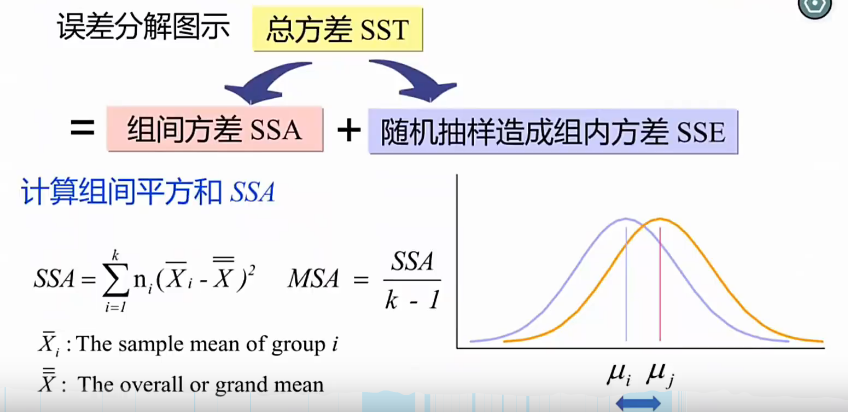 误差分解图示 总方差 SST
= 组间方差 SSA + 随机抽样造成组内方差 SSE
计算组间平方和 SSA
SSA = ∑_{i=1}^{k} n_i (X̅_i - X̿)^2 MSA = SSA / (k - 1)
X̅_i : The sample mean of group i
X̿ : The overall or grand mean
μ_i μ_j